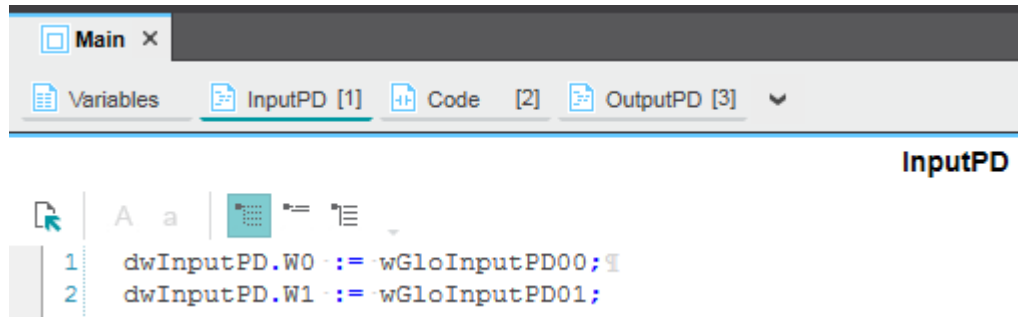 Main ×
Variables InputPD [1] Code [2] OutputPD [3]
InputPD
A a
1 dwInputPD.W0 := wGloInputPD00;¶
2 dwInputPD.W1 := wGloInputPD01;